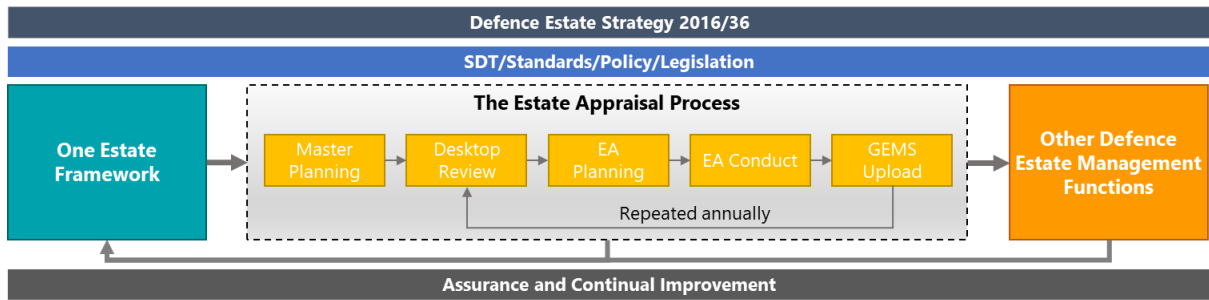 Defence Estate Strategy 2016/36
SDT/Standards/Policy/Legislation
The Estate Appraisal Process
One Estate
Framework
Master
Planning
Desktop
Review
EA
Planning
EA Conduct
GEMS
Upload
Repeated annually
Other Defence
Estate Management
Functions
Assurance and Continual Improvement